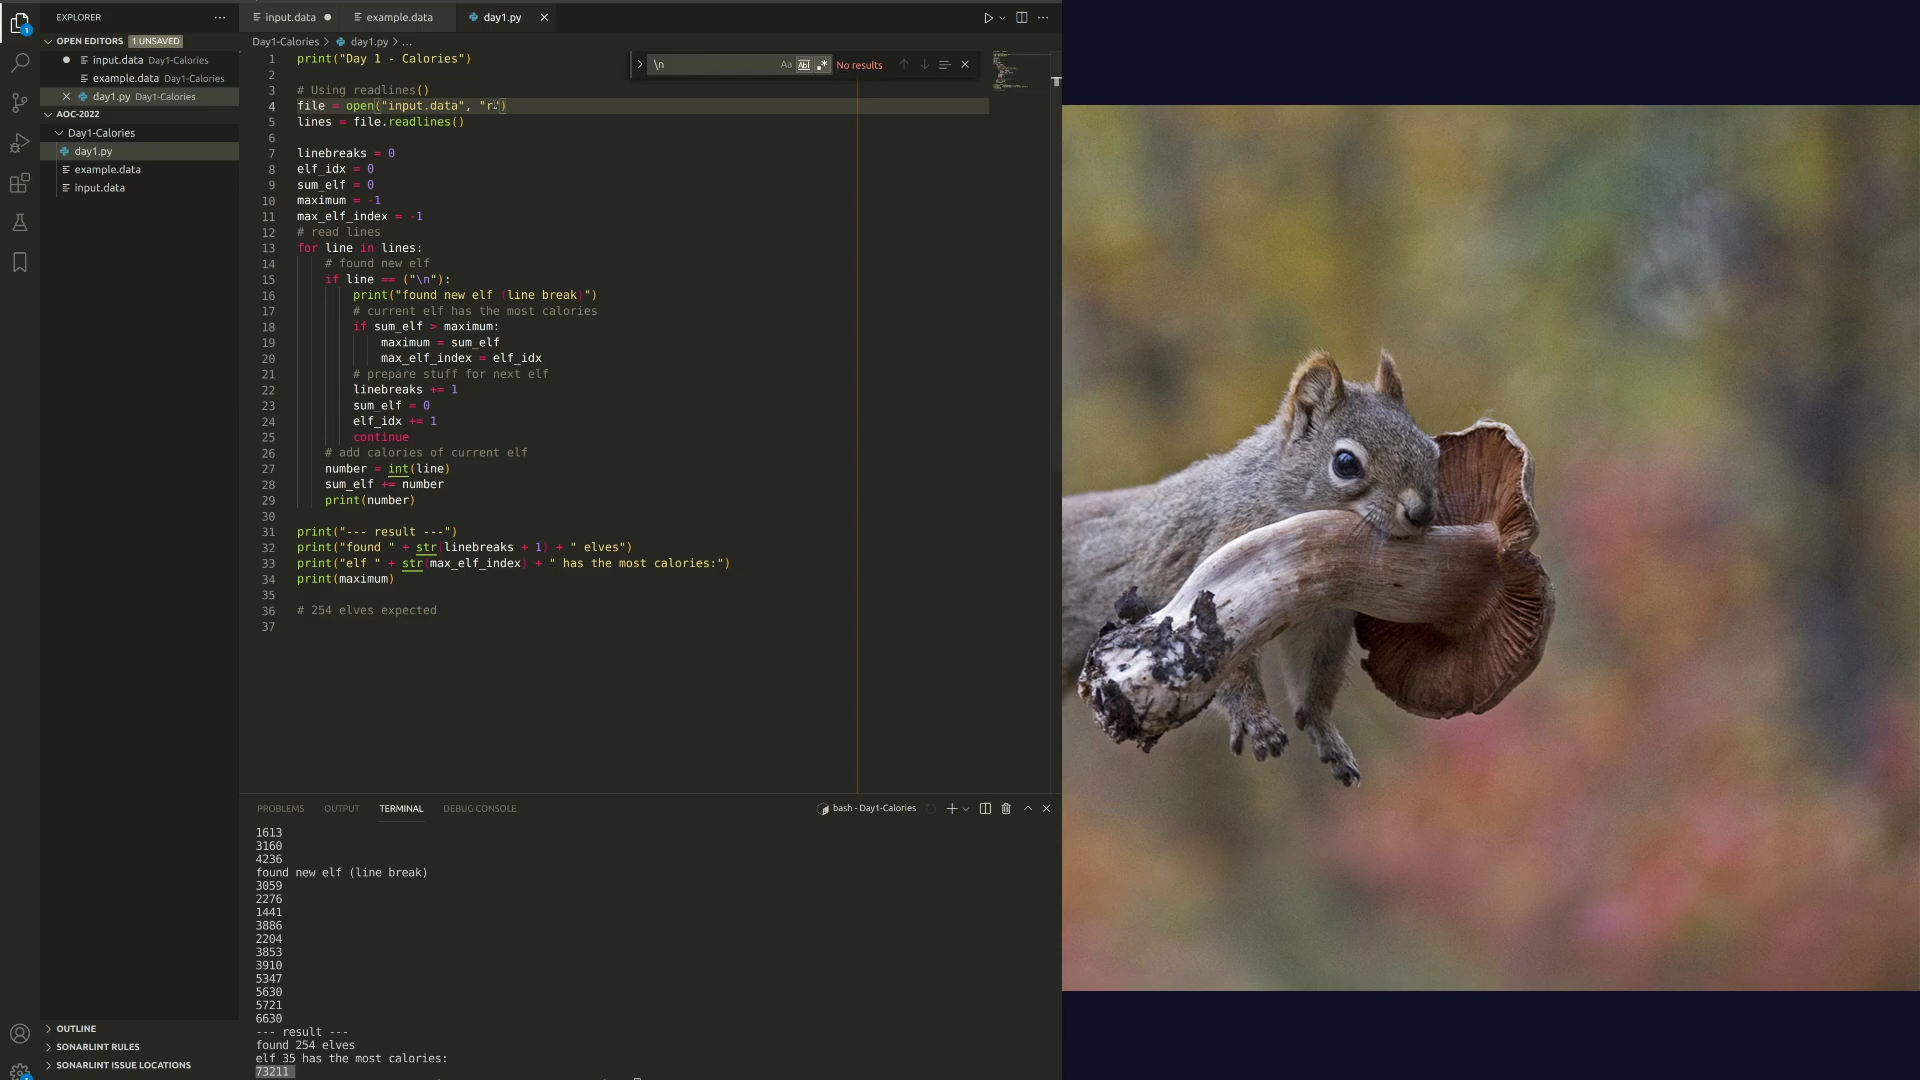 EXPLORER
OPEN EDITORS 1 UNSAVED
input.data Day1-Calories
example.data Day1-Calories
day1.py Day1-Calories
AOC-2022
Day1-Calories
day1.py
example.data
input.data
OUTLINE
SONARLINT RULES
SONARLINT ISSUE LOCATIONS
input.data
example.data
day1.py
Day1-Calories > day1.py > ...
\n Aa Abl .* No results
1 print("Day 1 - Calories")
2
3 # Using readlines()
4 file = open("input.data", "r")
5 lines = file.readlines()
6
7 linebreaks = 0
8 elf_idx = 0
9 sum_elf = 0
10 maximum = -1
11 max_elf_index = -1
12 # read lines
13 for line in lines:
14 # found new elf
15 if line == ("\n"):
16 print("found new elf (line break)")
17 # current elf has the most calories
18 if sum_elf > maximum:
19 maximum = sum_elf
20 max_elf_index = elf_idx
21 # prepare stuff for next elf
22 linebreaks += 1
23 sum_elf = 0
24 elf_idx += 1
25 continue
26 # add calories of current elf
27 number = int(line)
28 sum_elf += number
29 print(number)
30
31 print("--- result ---")
32 print("found " + str(linebreaks + 1) + " elves")
33 print("elf " + str(max_elf_index) + " has the most calories:")
34 print(maximum)
35
36 # 254 elves expected
37
PROBLEMS OUTPUT TERMINAL DEBUG CONSOLE
bash - Day1-Calories
1613
3160
4236
found new elf (line break)
3059
2276
1441
3886
2204
3853
3910
5347
5630
5721
6630
--- result ---
found 254 elves
elf 35 has the most calories:
73211